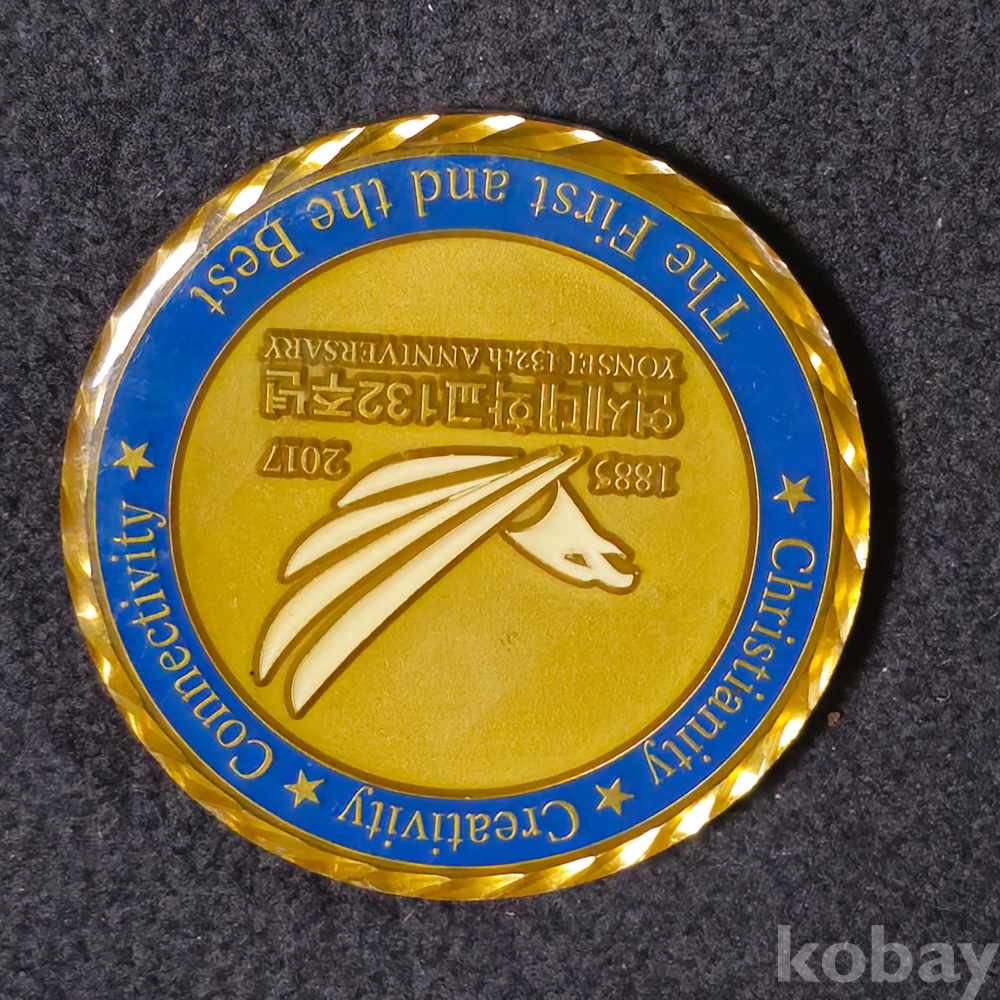 ★ Christianity ★ Creativity ★ Connectivity ★
1885 2017
연세대학교132주년
YONSEI 132th ANNIVERSARY
The First and the Best
kobay